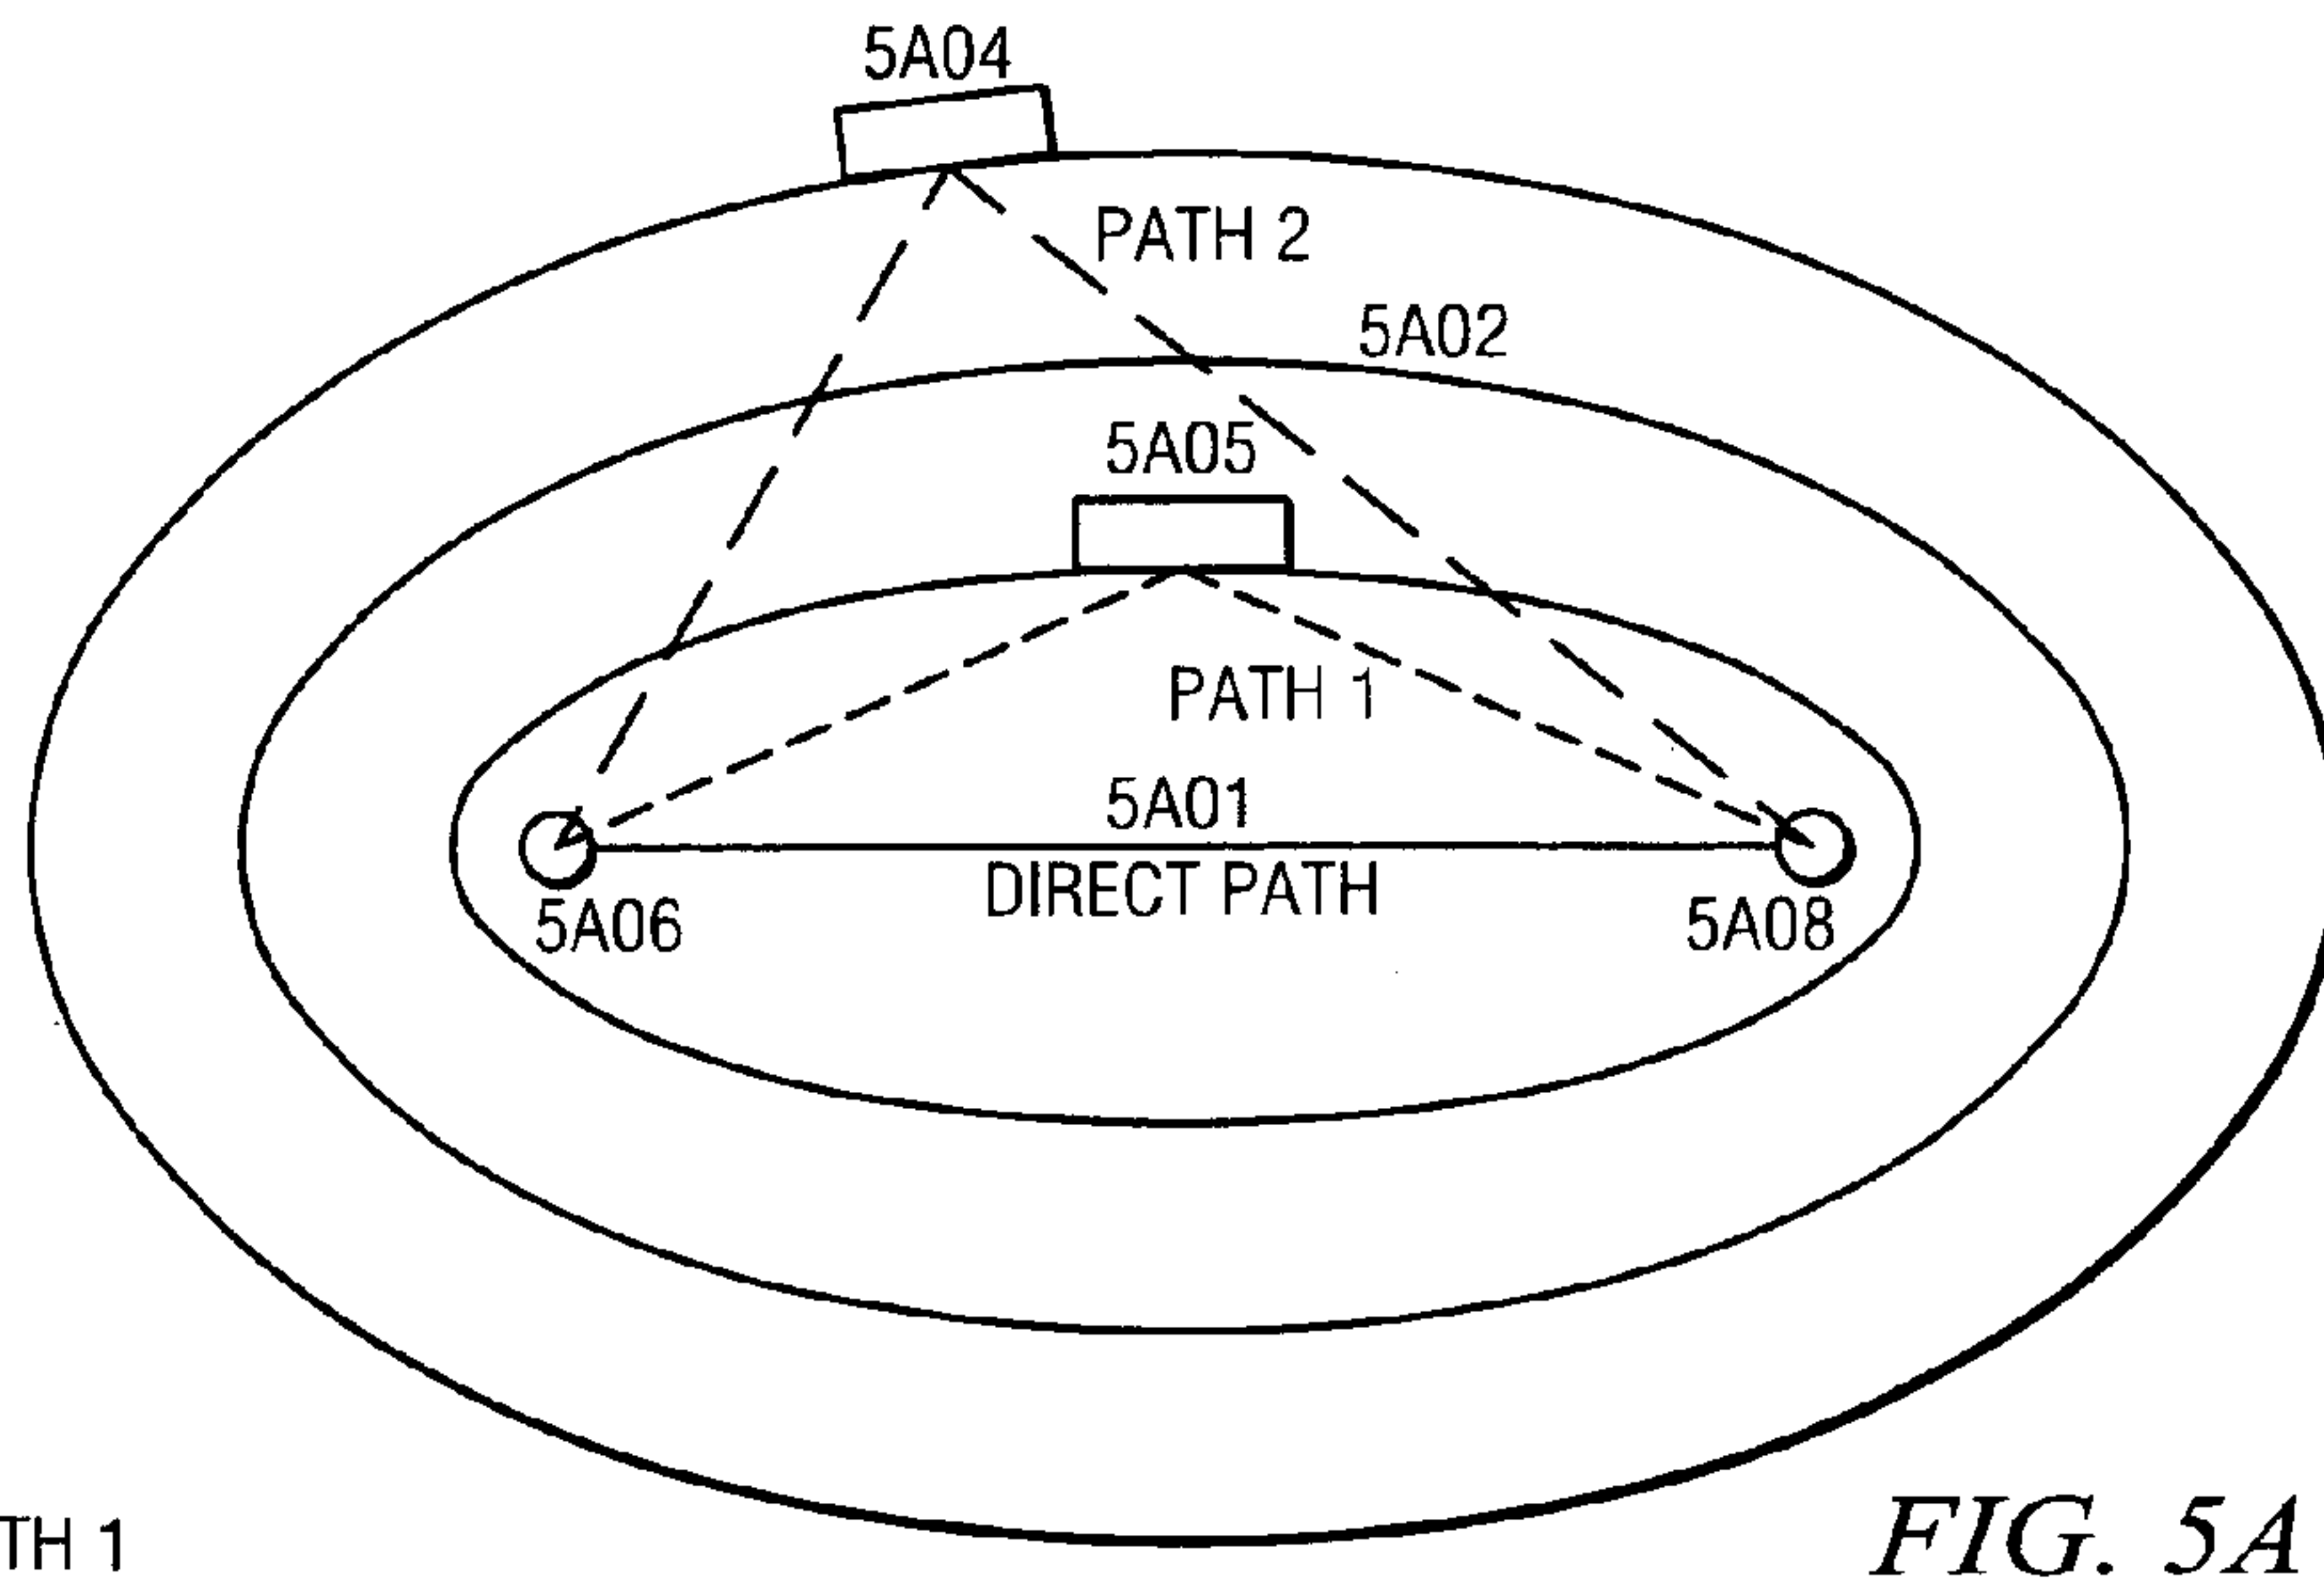 5A04
PATH 2
5A02
5A05
PATH 1
5A01
DIRECT PATH
5A06
5A08
TH 1
FIG. 5A